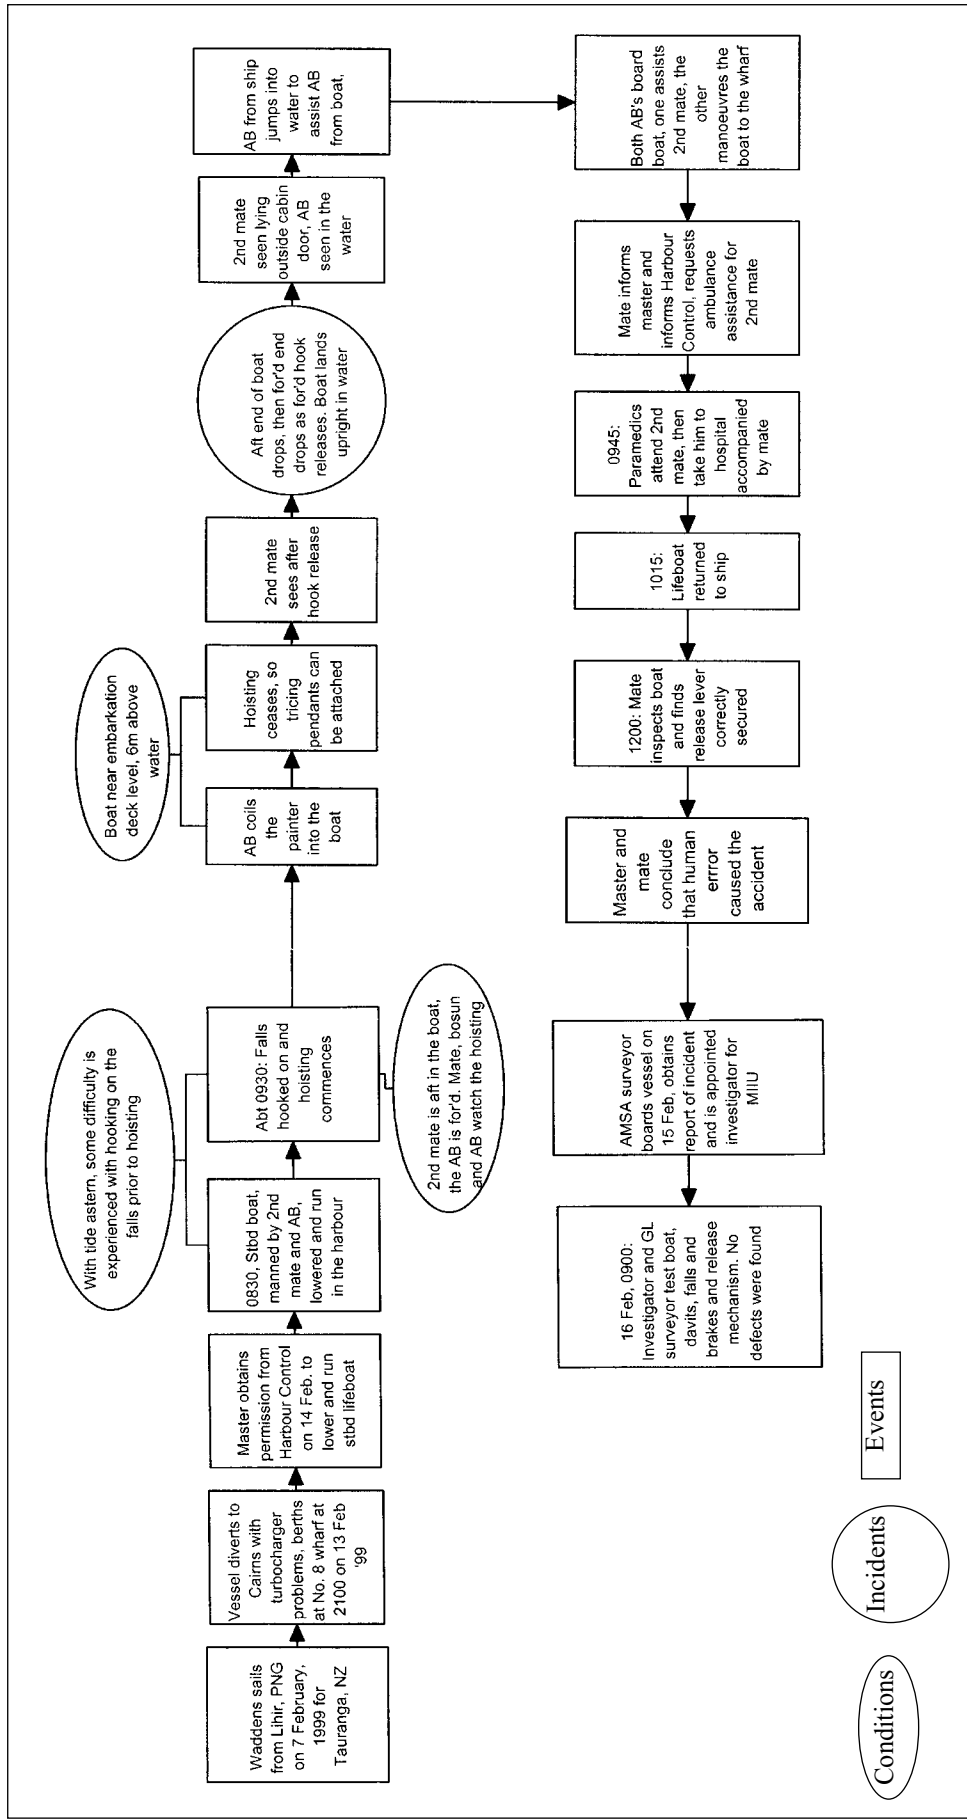 Waddens sails
from Lihir, PNG
on 7 February,
1999 for
Tauranga, NZ
Vessel diverts to
Cairns with
turbocharger
problems, berths
at No. 8 wharf at
2100 on 13 Feb
'99
Master obtains
permission from
Harbour Control
on 14 Feb. to
lower and run
stbd lifeboat
0830, Stbd boat,
manned by 2nd
mate and AB,
lowered and run
in the harbour
With tide astern, some difficulty is
experienced with hooking on the
falls prior to hoisting
Abt 0930: Falls
hooked on and
hoisting
commences
2nd mate is aft in the boat,
the AB is for'd. Mate, bosun
and AB watch the hoisting
AB coils
the
painter
into the
boat
Boat near embarkation
deck level, 6m above
water
Hoisting
ceases, so
tricing
pendants can
be attached
2nd mate
sees after
hook release
Aft end of boat
drops, then for'd end
drops as for'd hook
releases. Boat lands
upright in water
2nd mate
seen lying
outside cabin
door, AB
seen in the
water
AB from ship
jumps into
water to
assist AB
from boat,
Both AB's board
boat, one assists
2nd mate, the
other
manoeuvres the
boat to the wharf
Mate informs
master and
informs Harbour
Control, requests
ambulance
assistance for
2nd mate
0945:
Paramedics
attend 2nd
mate, then
take him to
hospital
accompanied
by mate
1015:
Lifeboat
returned
to ship
1200: Mate
inspects boat
and finds
release lever
correctly
secured
Master and
mate
conclude
that human
errror
caused the
accident
AMSA surveyor
boards vessel on
15 Feb, obtains
report of incident
and is appointed
investigator for
MIIU
16 Feb, 0900:
Investigator and GL
surveyor test boat,
davits, falls and
brakes and release
mechanism. No
defects were found
Conditions
Incidents
Events